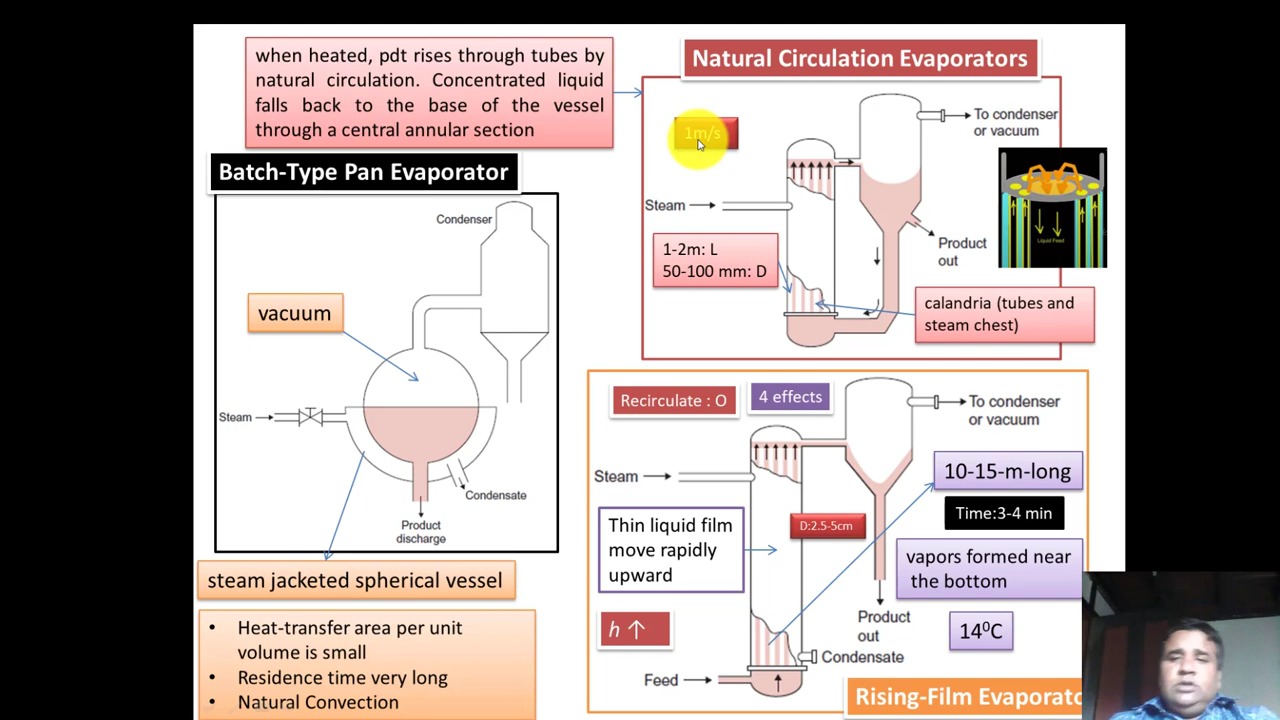 when heated, pdt rises through tubes by
natural circulation. Concentrated liquid
falls back to the base of the vessel
through a central annular section
Natural Circulation Evaporators
1m/s
To condenser
or vacuum
Steam
1-2m: L
50-100 mm: D
Product
out
Liquid Feed
calandria (tubes and
steam chest)
Batch-Type Pan Evaporator
Condenser
vacuum
Steam
Condensate
Product
discharge
steam jacketed spherical vessel
• Heat-transfer area per unit
volume is small
• Residence time very long
• Natural Convection
Recirculate : O
4 effects
To condenser
or vacuum
Steam
10-15-m-long
Time:3-4 min
Thin liquid film
move rapidly
upward
D:2.5-5cm
vapors formed near
the bottom
h ↑
Product
out
14⁰C
Condensate
Feed
Rising-Film Evaporato